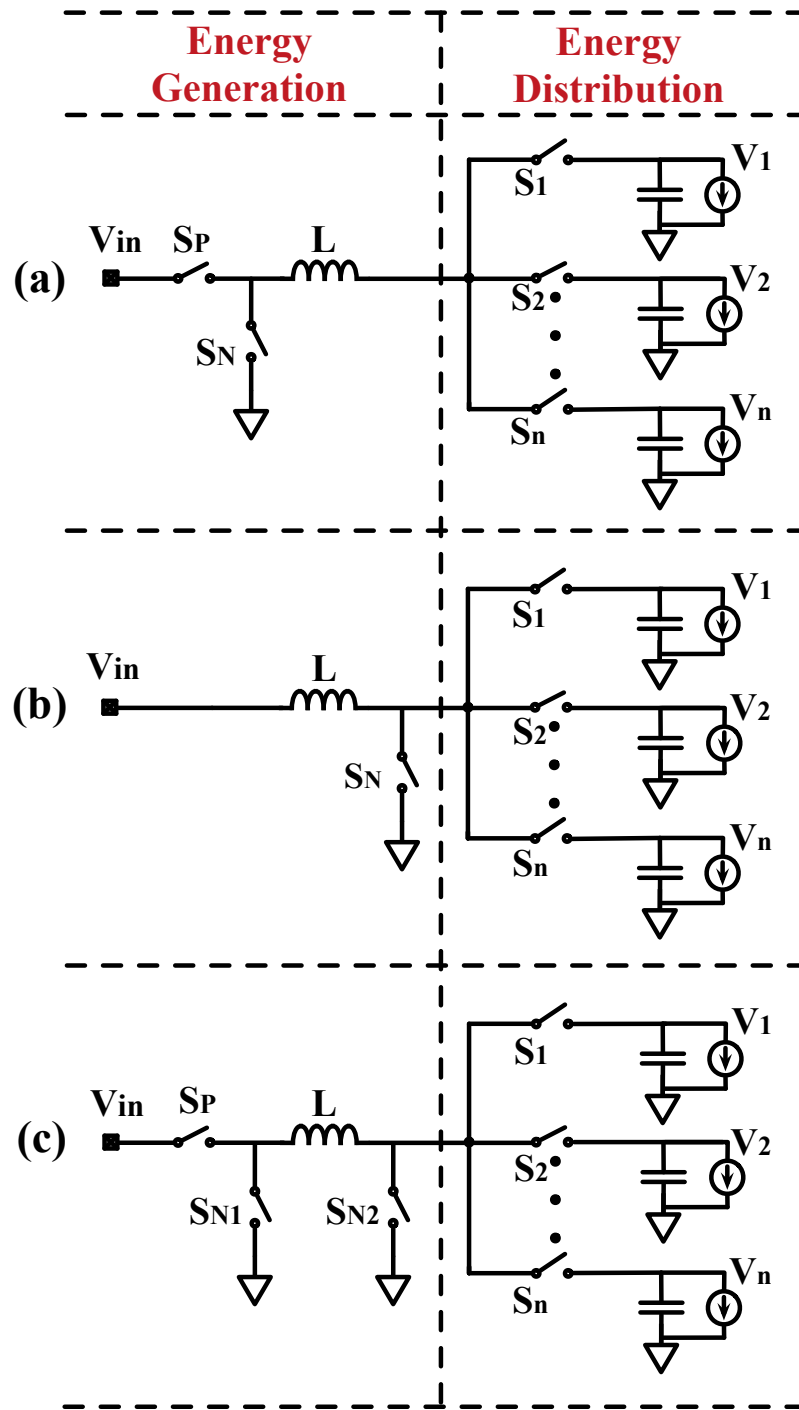 Energy Generation
Energy Distribution
(a)
Vin
SP
SN
L
S1
V1
S2
V2
Sn
Vn
(b)
Vin
L
SN
S1
V1
S2
V2
Sn
Vn
(c)
Vin
SP
L
SN1
SN2
S1
V1
S2
V2
Sn
Vn